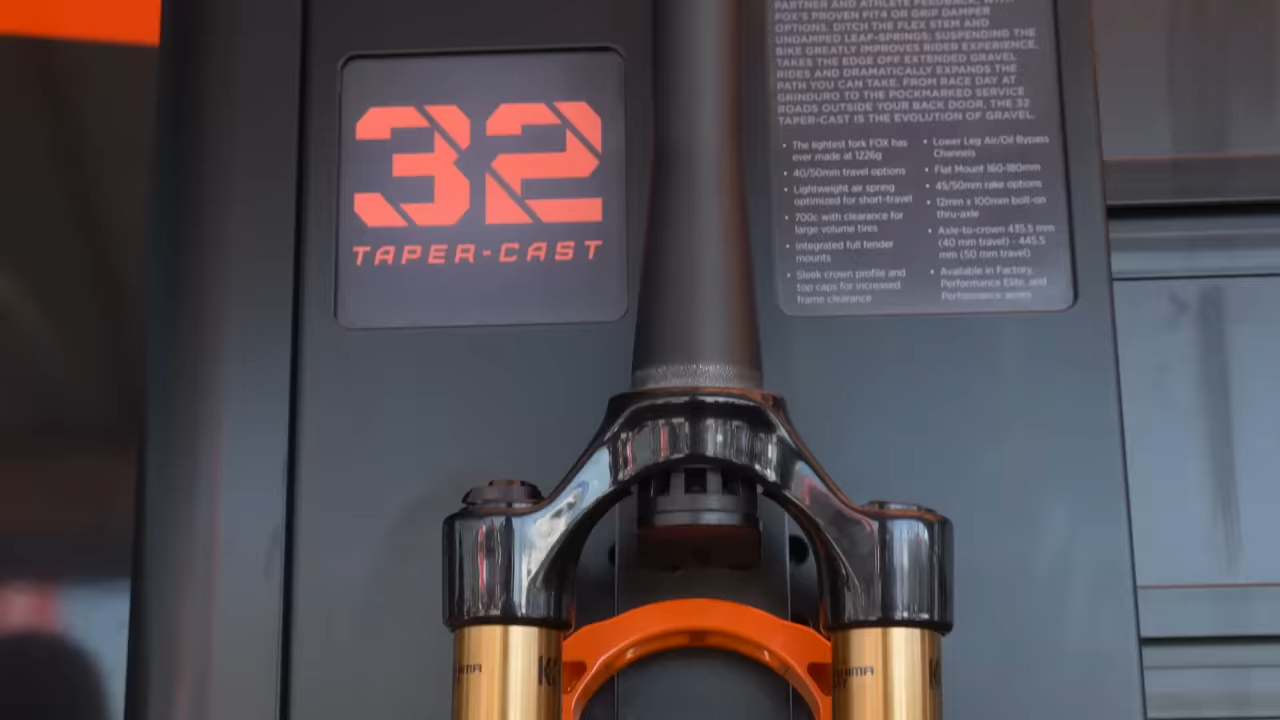 32
TAPER-CAST
PARTNER AND ATHLETE FEEDBACK, WITH
FOX'S PROVEN FIT4 OR GRIP DAMPER
OPTIONS. DITCH THE FLEX STEM AND
UNDAMPED LEAF-SPRINGS; SUSPENDING THE
BIKE GREATLY IMPROVES RIDER EXPERIENCE.
TAKES THE EDGE OFF EXTENDED GRAVEL
RIDES AND DRAMATICALLY EXPANDS THE
PATH YOU CAN TAKE. FROM RACE DAY AT
GRINDURO TO THE POCKMARKED SERVICE
ROADS OUTSIDE YOUR BACK DOOR, THE 32
TAPER-CAST IS THE EVOLUTION OF GRAVEL.
• The lightest fork FOX has
ever made at 1226g
• 40/50mm travel options
• Lightweight air spring
optimized for short-travel
• 700c with clearance for
large volume tires
• Integrated full fender
mounts
• Sleek crown profile and
top caps for increased
frame clearance
• Lower Leg Air/Oil Bypass
Channels
• Flat Mount 160-180mm
• 45/50mm rake options
• 12mm x 100mm bolt-on
thru-axle
• Axle-to-crown 435.5 mm
(40 mm travel) - 445.5
mm (50 mm travel)
• Available in Factory,
Performance Elite, and
Performance series